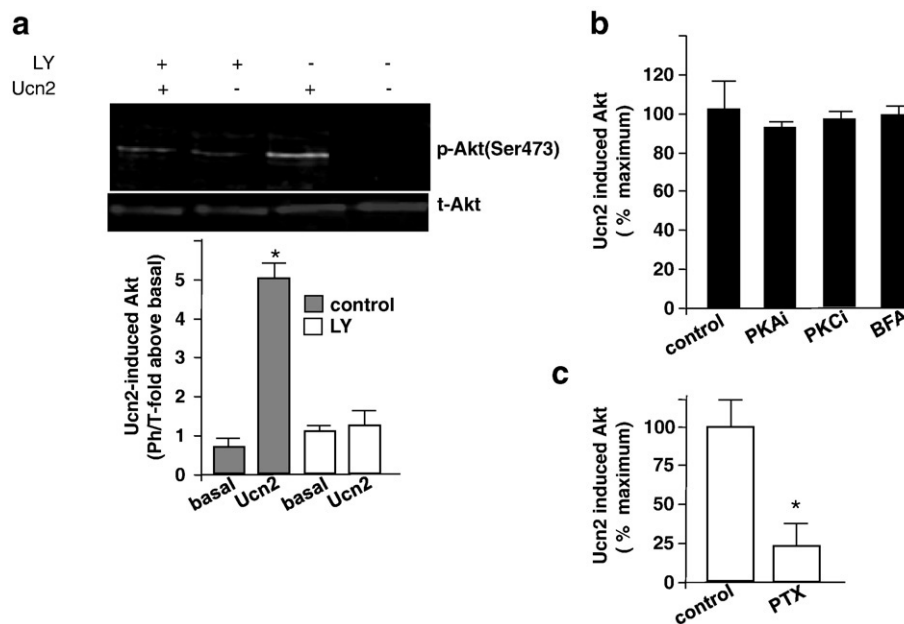 a
LY + + - -
Ucn2 + - + -
p-Akt(Ser473)
t-Akt
Ucn2-induced Akt
(Ph/T-fold above basal)
5
4
3
2
1
0
*
control
LY
basal Ucn2 basal Ucn2
b
Ucn2 induced Akt
( % maximum)
120
100
80
60
40
20
0
control PKAi PKCi BFA
c
Ucn2 induced Akt
( % maximum)
100
75
50
25
0
*
control PTX